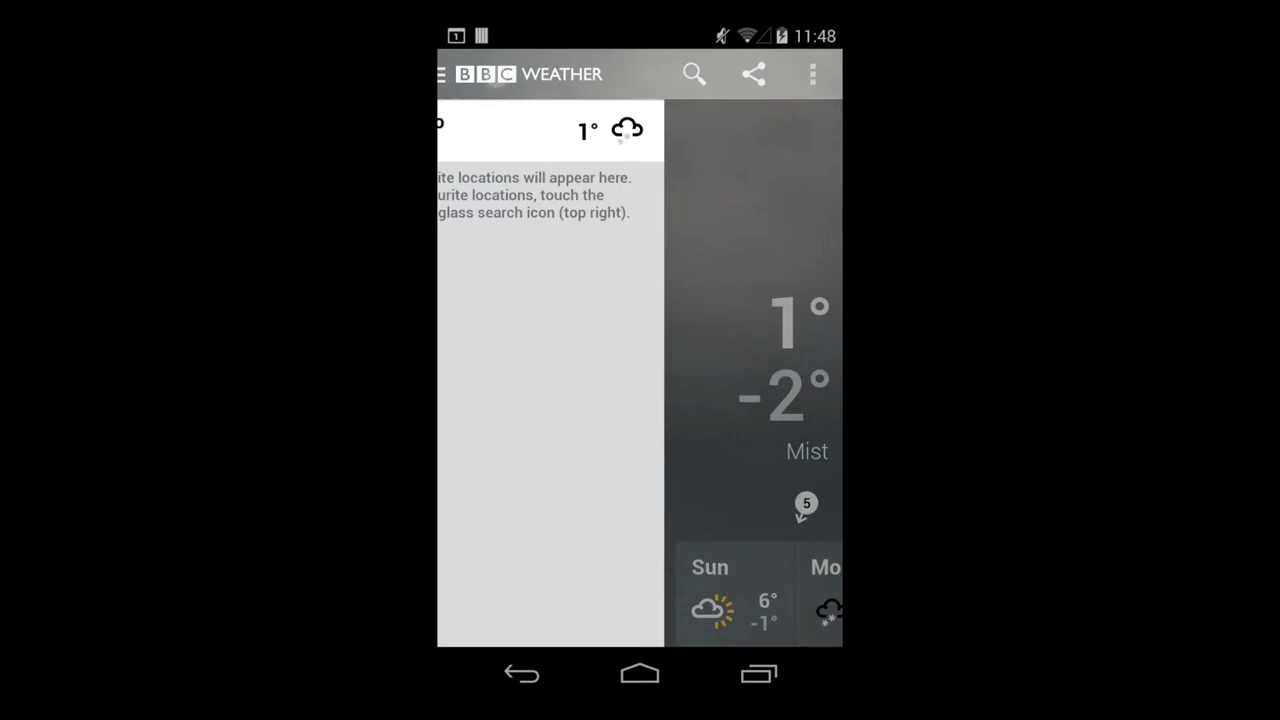 1 11:48
BBC WEATHER
o 1°
ite locations will appear here.
urite locations, touch the
glass search icon (top right).
1°
-2°
Mist
5
Sun Mo
6°
-1°